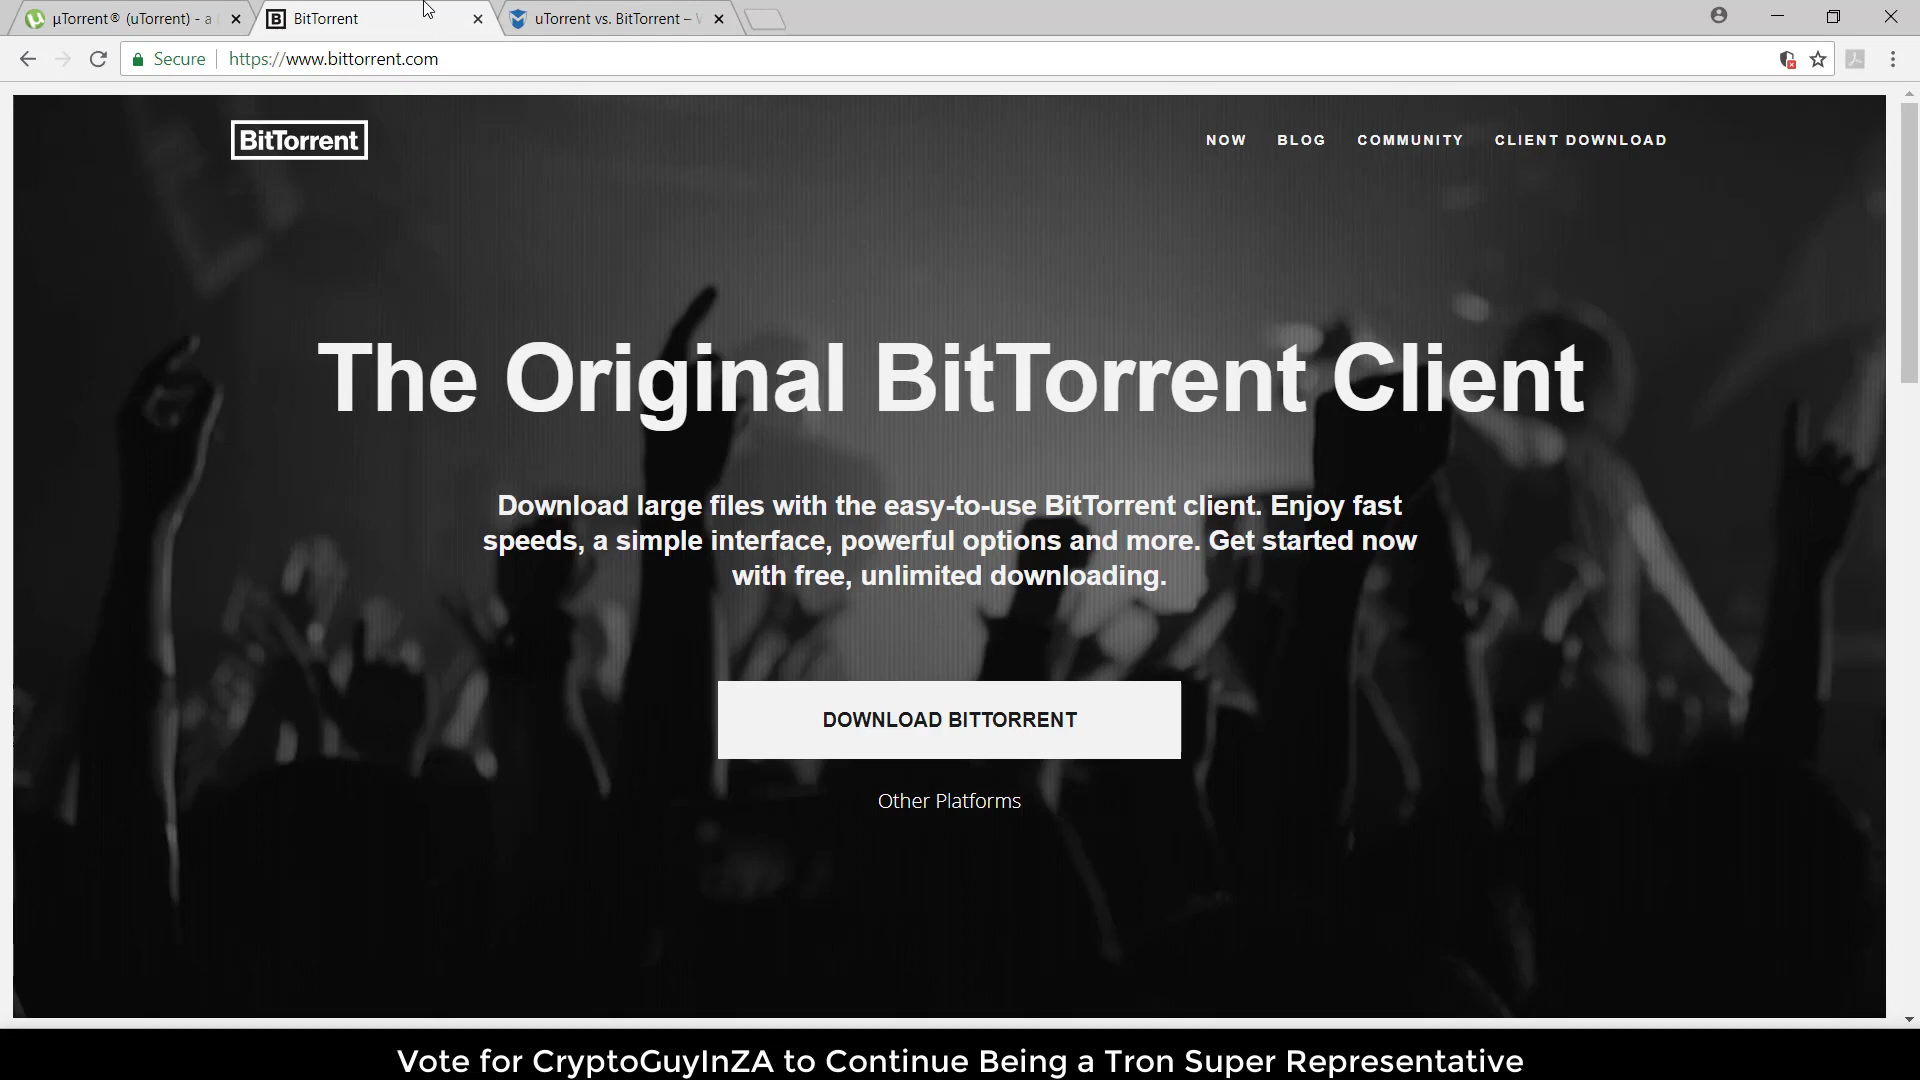 µTorrent® (uTorrent) - a
BitTorrent
uTorrent vs. BitTorrent –
Secure
https://www.bittorrent.com
BitTorrent
NOW
BLOG
COMMUNITY
CLIENT DOWNLOAD
The Original BitTorrent Client
Download large files with the easy-to-use BitTorrent client. Enjoy fast
speeds, a simple interface, powerful options and more. Get started now
with free, unlimited downloading.
DOWNLOAD BITTORRENT
Other Platforms
Vote for CryptoGuyInZA to Continue Being a Tron Super Representative